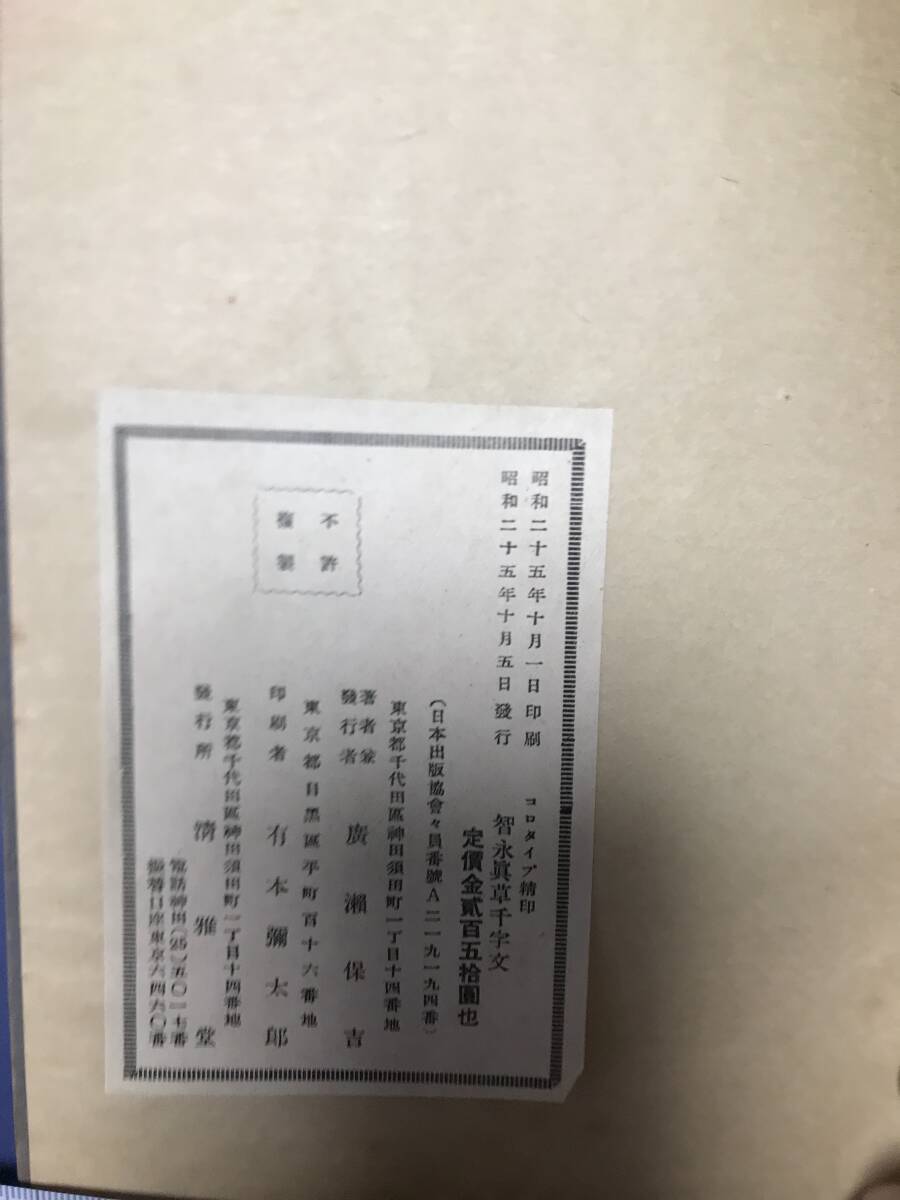 昭和二十五年十月一日印刷
昭和二十五年十月五日發行
コロタイプ精印
智永眞草千字文
定價金貳百五拾圓也
不許
複製
(日本出版協會々員番號A二一九一九四番)
東京都千代田區神田須田町一丁目十四番地
著者兼
發行者 廣瀨保吉
東京都目黑區平町百十六番地
印刷者 有本彌太郎
東京都千代田區神田須田町一丁目十四番地
發行所 淸雅堂
電話神田(25)五〇一七番
振替口座東京六四六〇番